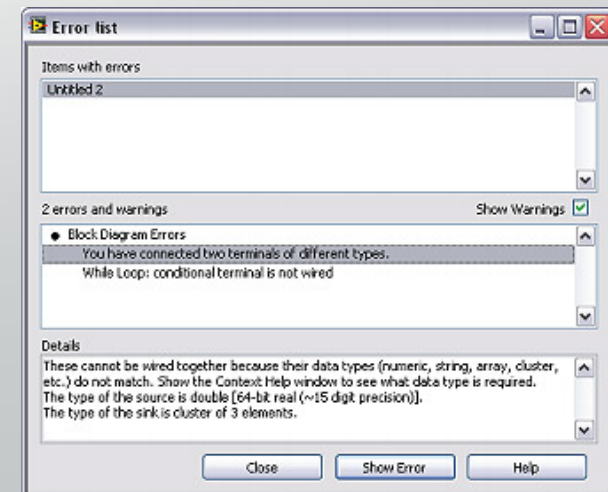 Error list
Items with errors
Untitled 2
2 errors and warnings Show Warnings
Block Diagram Errors
You have connected two terminals of different types.
While Loop: conditional terminal is not wired
Details
These cannot be wired together because their data types (numeric, string, array, cluster,
etc.) do not match. Show the Context Help window to see what data type is required.
The type of the source is double [64-bit real (~15 digit precision)].
The type of the sink is cluster of 3 elements.
Close Show Error Help